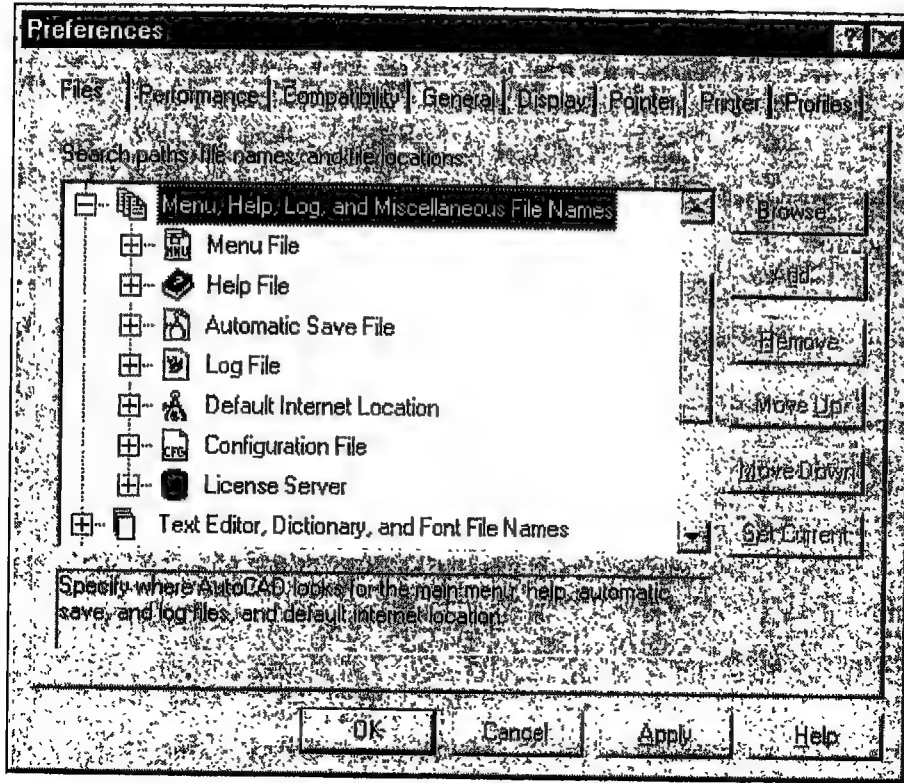 Preferences
Files Performance Compatibility General Display Pointer Printer Profiles
Search paths, file names, and file locations:
Menu, Help, Log, and Miscellaneous File Names
Browse...
Menu File
Add...
Help File
Automatic Save File
Remove
Log File
Default Internet Location
Move Up
Configuration File
Move Down
License Server
Text Editor, Dictionary, and Font File Names
Set Current
Specify where AutoCAD looks for the main menu, help, automatic
save, and log files, and default internet location.
OK Cancel Apply Help